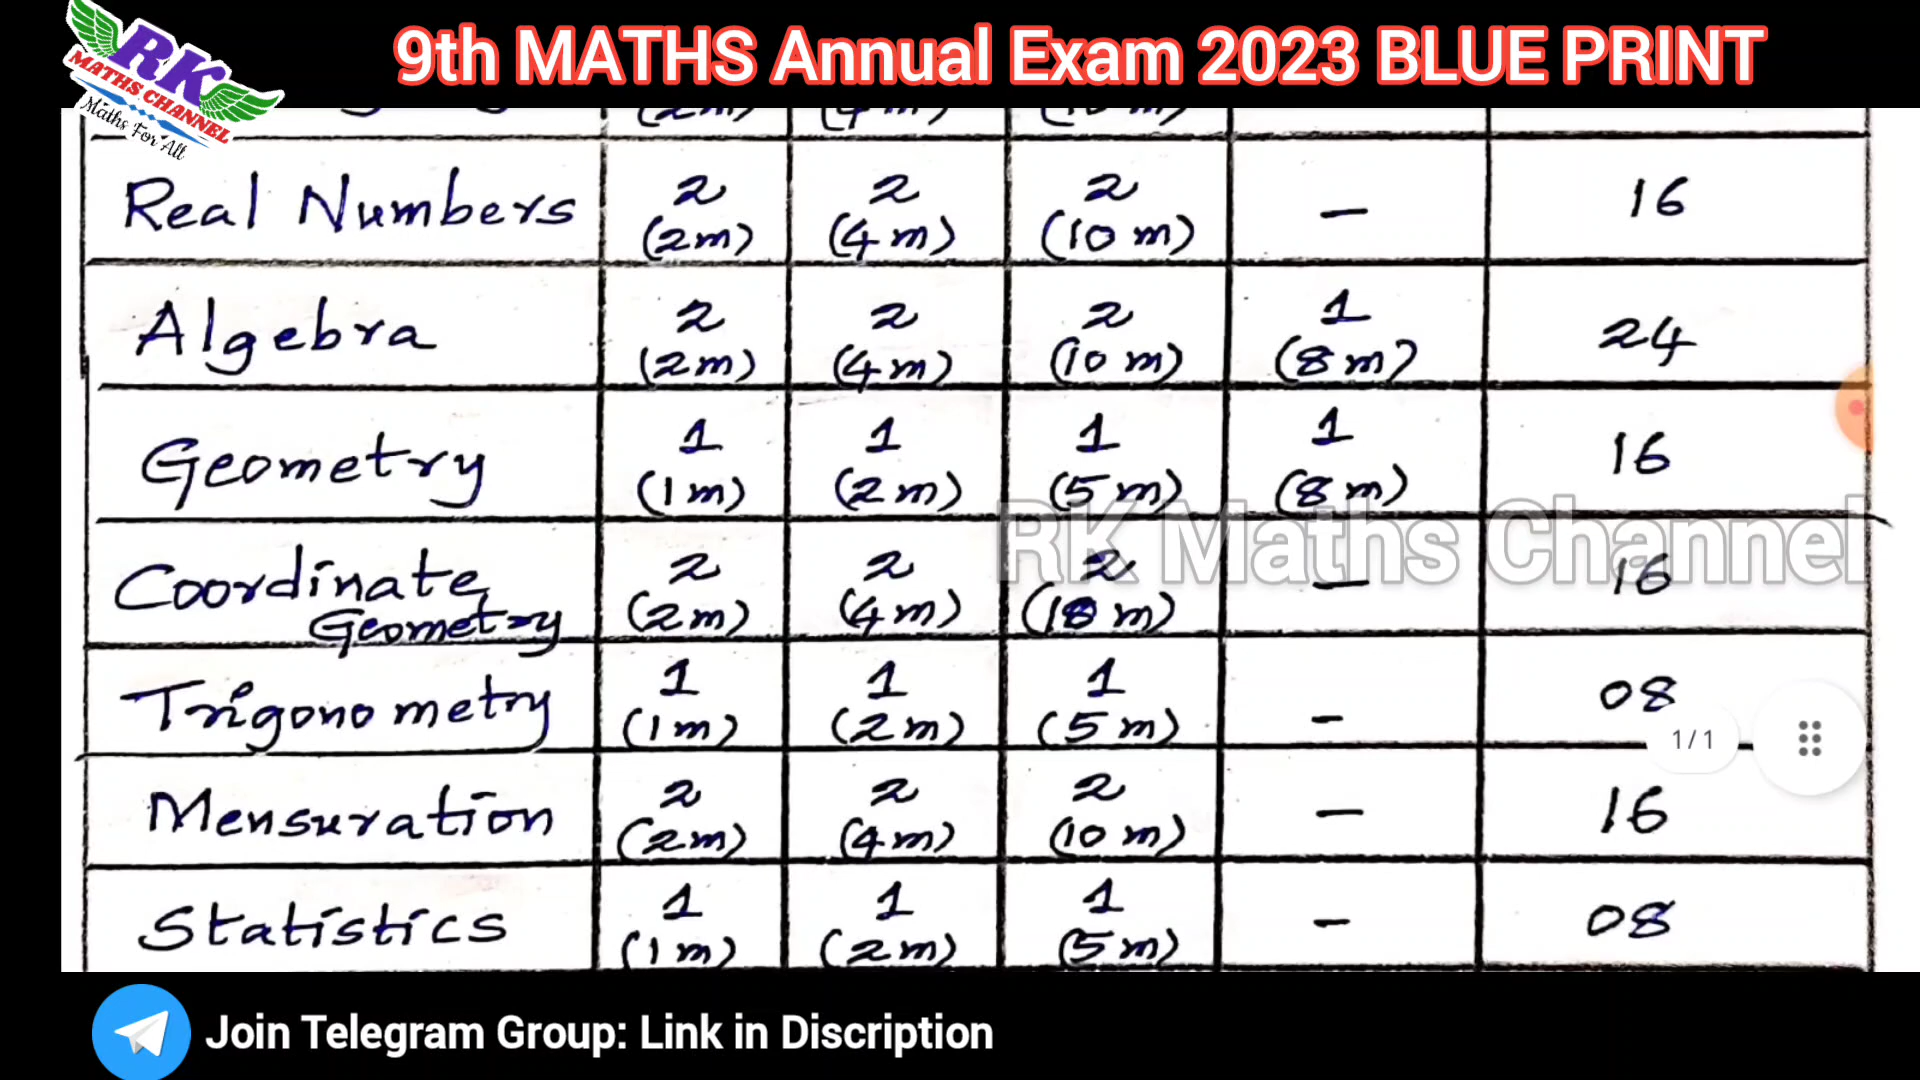 RK
MATHS CHANNEL
Maths For All
9th MATHS Annual Exam 2023 BLUE PRINT
(2m) (4m) (10 m)
Real Numbers 2 (2m) 2 (4m) 2 (10 m) – 16
Algebra 2 (2m) 2 (4m) 2 (10 m) 1 (8m) 24
Geometry 1 (1m) 1 (2m) 1 (5m) 1 (8m) 16
RK Maths Channel
Coordinate Geometry 2 (2m) 2 (4m) 2 (10 m) – 16
Trigonometry 1 (1m) 1 (2m) 1 (5m) – 08
1/1
Mensuration 2 (2m) 2 (4m) 2 (10 m) – 16
Statistics 1 (1m) 1 (2m) 1 (5m) – 08
Join Telegram Group: Link in Discription